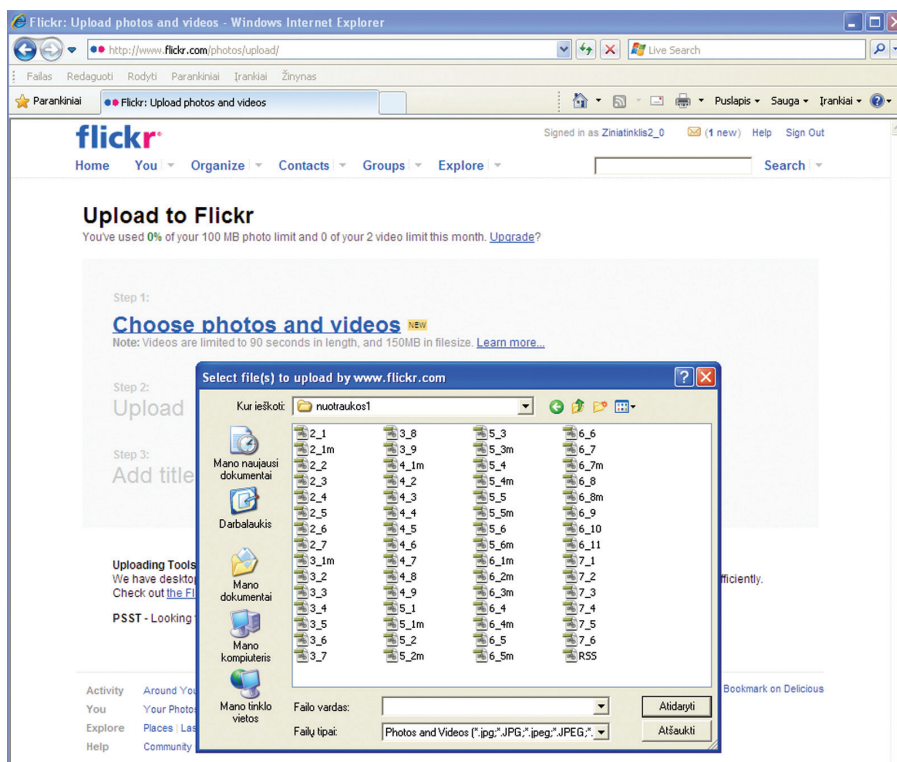 Flickr: Upload photos and videos - Windows Internet Explorer
http://www.flickr.com/photos/upload/
Live Search
Failas Redaguoti Rodyti Parankiniai Įrankiai Žinynas
Parankiniai Flickr: Upload photos and videos Puslapis Sauga Įrankiai
flickr
Signed in as Ziniatinklis2_0 (1 new) Help Sign Out
Home You Organize Contacts Groups Explore Search
Upload to Flickr
You've used 0% of your 100 MB photo limit and 0 of your 2 video limit this month. Upgrade?
Step 1:
Choose photos and videos NEW
Note: Videos are limited to 90 seconds in length, and 150MB in filesize. Learn more...
Step 2:
Upload
Step 3:
Add title
Select file(s) to upload by www.flickr.com
Kur ieškoti: nuotraukos1
Mano naujausi
dokumentai
Darbalaukis
Mano
dokumentai
Mano
kompiuteris
Mano tinklo
vietos
2_1 3_8 5_3 6_6
2_1m 3_9 5_3m 6_7
2_2 4_1m 5_4 6_7m
2_3 4_2 5_4m 6_8
2_4 4_3 5_5 6_8m
2_5 4_4 5_5m 6_9
2_6 4_5 5_6 6_10
2_7 4_6 5_6m 6_11
3_1m 4_7 6_1m 7_1
3_2 4_8 6_2m 7_2
3_3 4_9 6_3m 7_3
3_4 5_1 6_4 7_4
3_5 5_1m 6_4m 7_5
3_6 5_2 6_5 7_6
3_7 5_2m 6_5m RSS
Failo vardas: Atidaryti
Failų tipai: Photos and Videos (*.jpg;*.JPG;*.jpeg;*.JPEG;*. Atšaukti
Uploading Tools
We have deskto fficiently.
Check out the Fl
PSST - Looking
Activity Around You
You Your Photo
Explore Places | Las
Help Community
Bookmark on Delicious